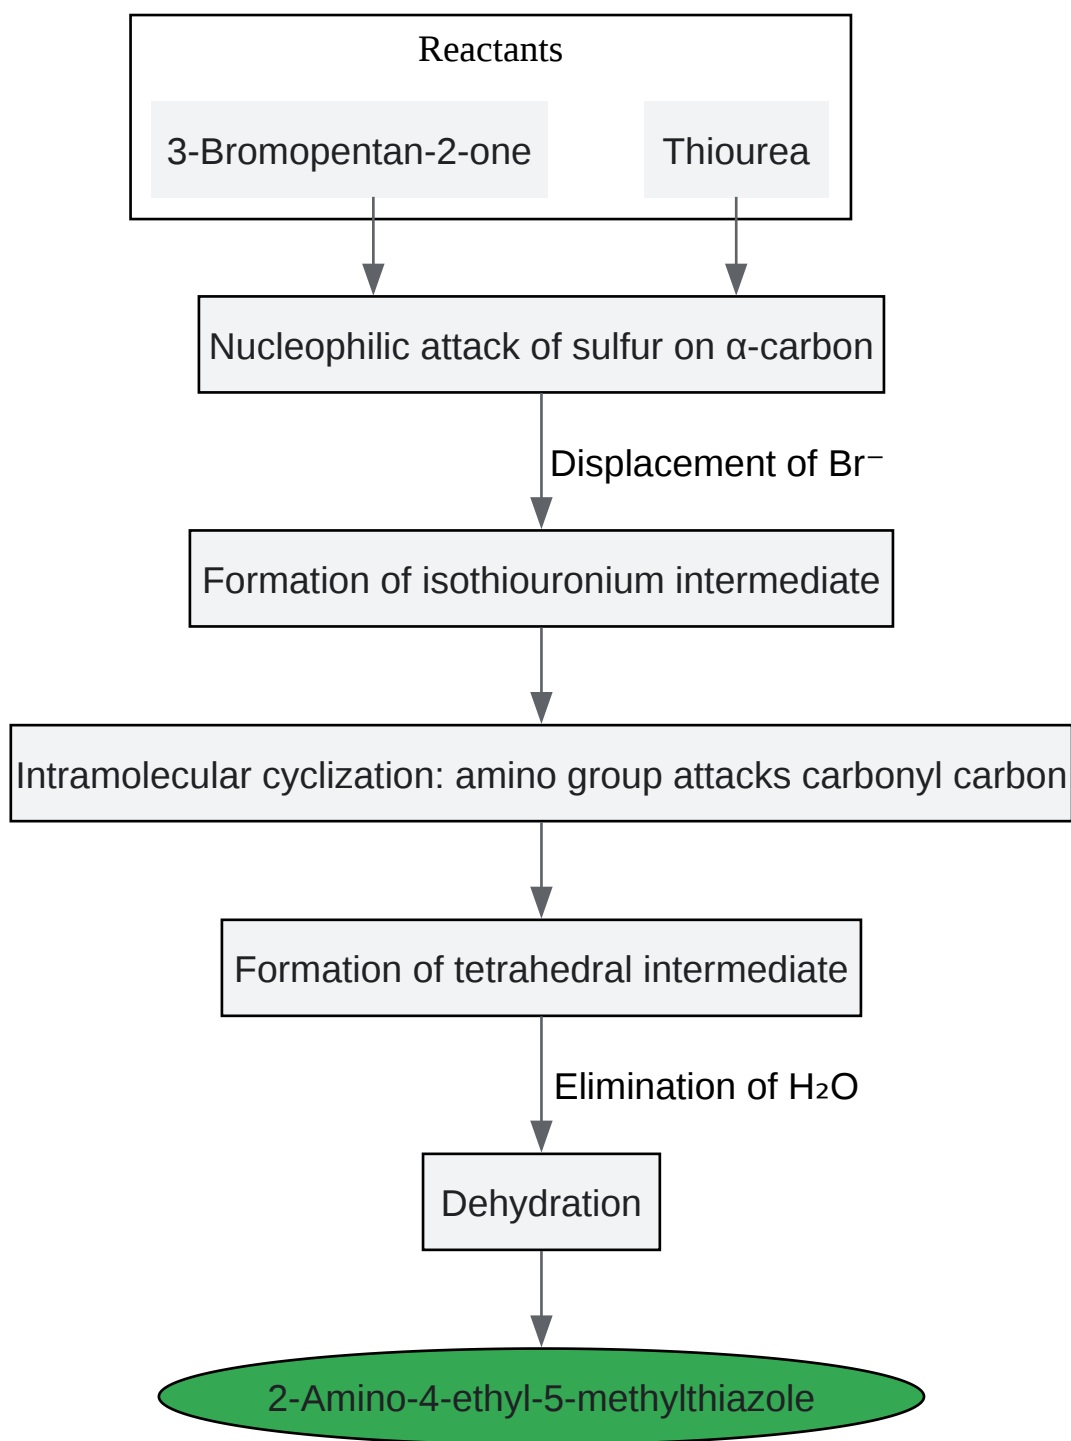 Reactants
3-Bromopentan-2-one
Thiourea
Nucleophilic attack of sulfur on α-carbon
Displacement of Br⁻
Formation of isothiouronium intermediate
Intramolecular cyclization: amino group attacks carbonyl carbon
Formation of tetrahedral intermediate
Elimination of H₂O
Dehydration
2-Amino-4-ethyl-5-methylthiazole